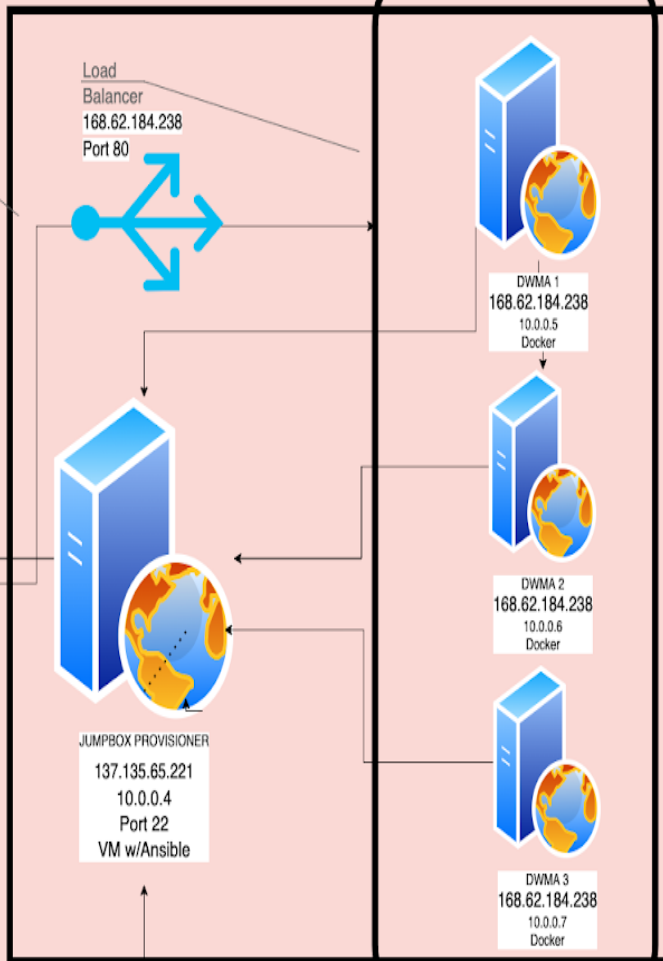 Load
Balancer
168.62.184.238
Port 80
DWMA 1
168.62.184.238
10.0.0.5
Docker
DWMA 2
168.62.184.238
10.0.0.6
Docker
JUMPBOX PROVISIONER
137.135.65.221
10.0.0.4
Port 22
VM w/Ansible
DWMA 3
168.62.184.238
10.0.0.7
Docker